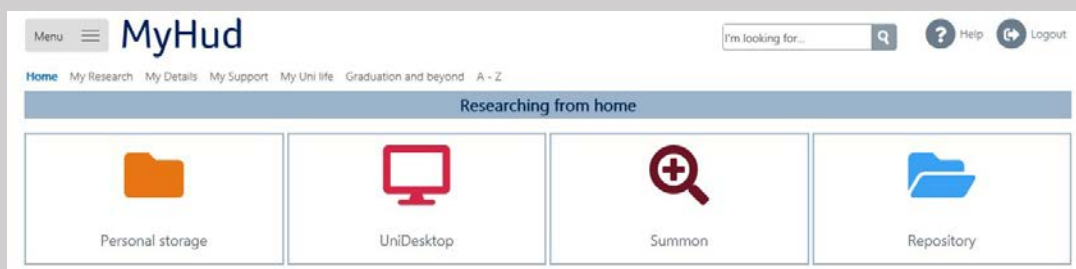 Menu MyHud I'm looking for... Help Logout
Home My Research My Details My Support My Uni life Graduation and beyond A - Z
Researching from home
Personal storage UniDesktop Summon Repository